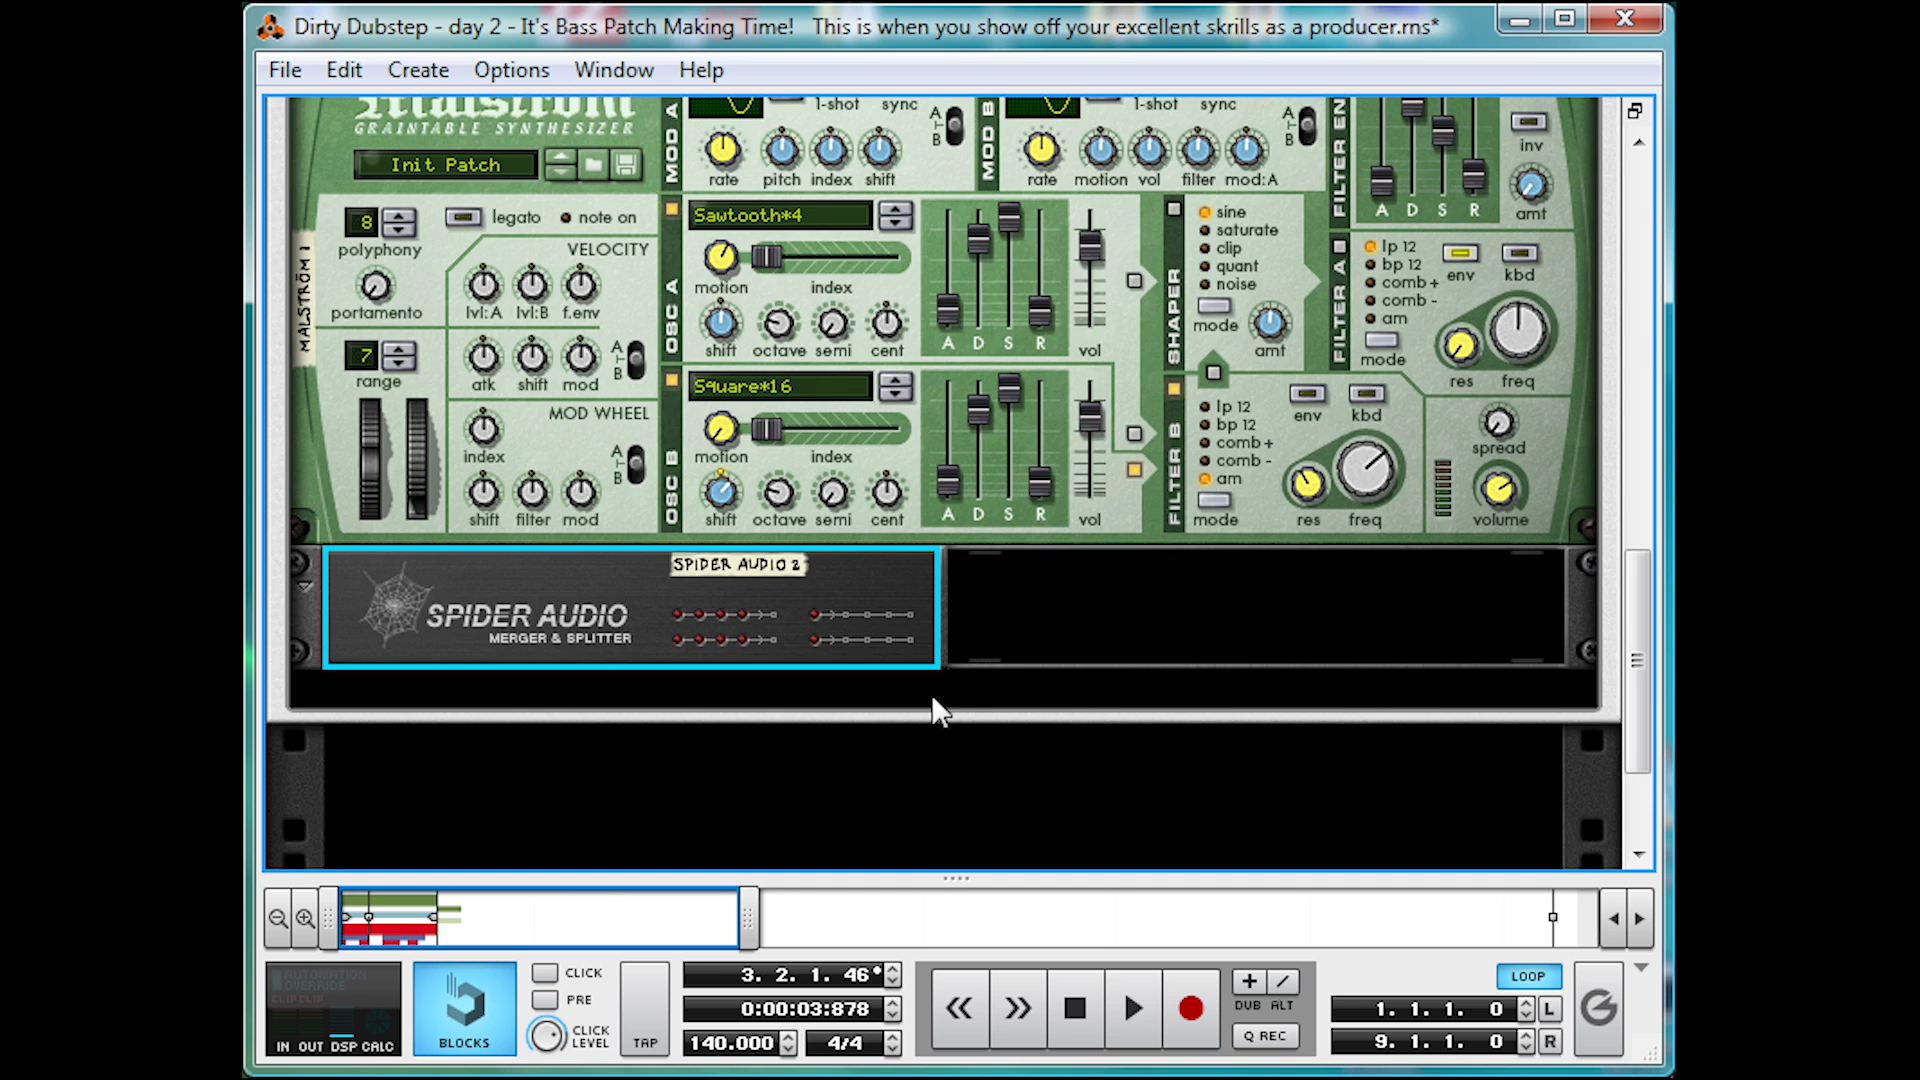 Dirty Dubstep - day 2 - It's Bass Patch Making Time!   This is when you show off your excellent skrills as a producer.rns*
File Edit Create Options Window Help
Malström
GRAINTABLE SYNTHESIZER
Init Patch
MOD A
1-shot sync
A
B
rate pitch index shift
MOD B
1-shot sync
A
B
rate motion vol filter mod:A
FILTER EN
A D S R
inv
amt
MALSTRÖM 1
8
polyphony
legato
note on
portamento
VELOCITY
lvl:A lvl:B f.env
atk shift mod
A
B
7
range
MOD WHEEL
index
A
B
shift filter mod
OSC A
Sawtooth*4
motion index
shift octave semi cent
A D S R
vol
OSC B
Square*16
motion index
shift octave semi cent
A D S R
vol
SHAPER
sine
saturate
clip
quant
noise
mode
amt
FILTER A
lp 12
bp 12
comb +
comb -
am
mode
env kbd
res freq
FILTER B
lp 12
bp 12
comb +
comb -
am
mode
env kbd
res freq
spread
volume
SPIDER AUDIO 2
SPIDER AUDIO
MERGER & SPLITTER
AUTOMATION
OVERRIDE
CLIP CLIP
IN OUT DSP CALC
BLOCKS
CLICK
PRE
CLICK
LEVEL
TAP
3. 2. 1. 46*
0:00:03:878
140.000 4/4
DUB ALT
Q REC
LOOP
1. 1. 1. 0 L
9. 1. 1. 0 R